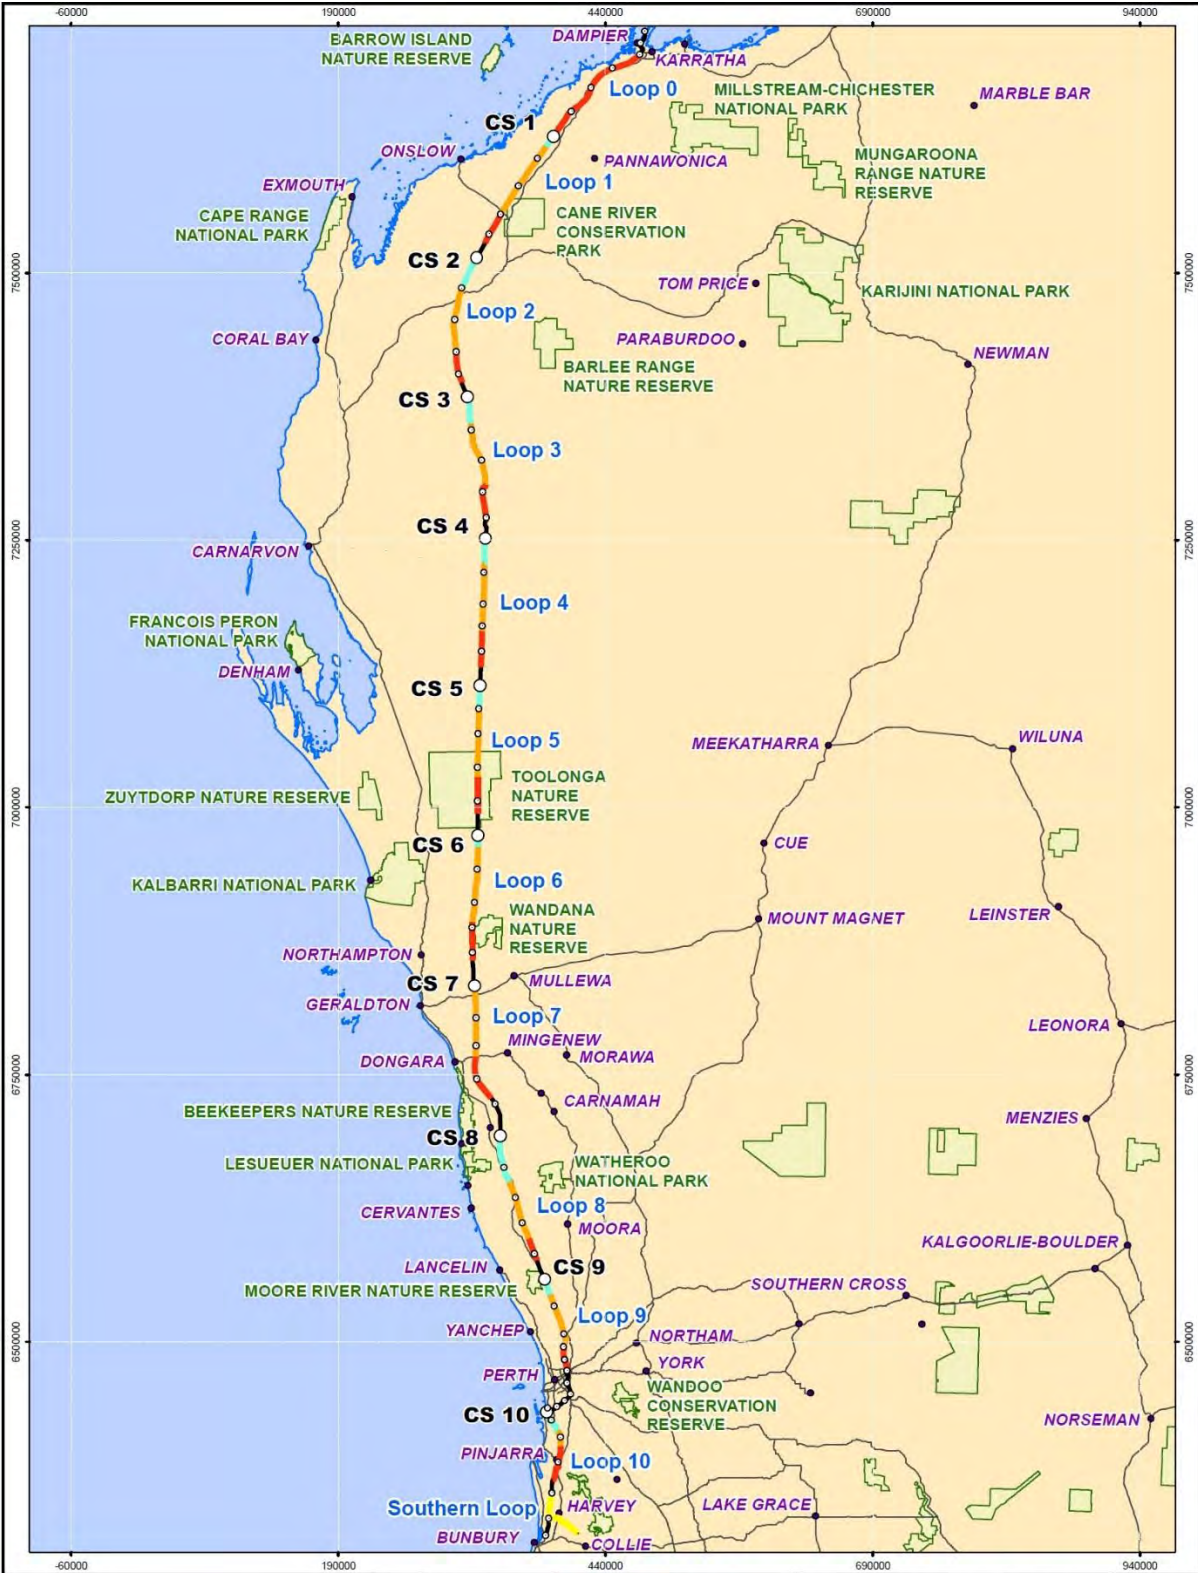 -60000
190000
440000
690000
940000
BARROW ISLAND
NATURE RESERVE
DAMPIER
KARRATHA
Loop 0
MILLSTREAM-CHICHESTER
NATIONAL PARK
MARBLE BAR
CS 1
ONSLOW
PANNAWONICA
MUNGAROONA
RANGE NATURE
RESERVE
EXMOUTH
Loop 1
CAPE RANGE
NATIONAL PARK
CANE RIVER
CONSERVATION
PARK
CS 2
7500000
7500000
TOM PRICE
KARIJINI NATIONAL PARK
Loop 2
CORAL BAY
PARABURDOO
NEWMAN
BARLEE RANGE
NATURE RESERVE
CS 3
Loop 3
CS 4
7250000
7250000
CARNARVON
Loop 4
FRANCOIS PERON
NATIONAL PARK
DENHAM
CS 5
Loop 5
MEEKATHARRA
WILUNA
ZUYTDORP NATURE RESERVE
TOOLONGA
NATURE
RESERVE
7000000
7000000
CS 6
CUE
Loop 6
KALBARRI NATIONAL PARK
WANDANA
NATURE
RESERVE
MOUNT MAGNET
LEINSTER
NORTHAMPTON
CS 7
MULLEWA
GERALDTON
Loop 7
LEONORA
MINGENEW
MORAWA
DONGARA
6750000
6750000
CARNAMAH
BEEKEEPERS NATURE RESERVE
MENZIES
CS 8
LESUEUER NATIONAL PARK
WATHEROO
NATIONAL PARK
CERVANTES
Loop 8
MOORA
KALGOORLIE-BOULDER
LANCELIN
CS 9
MOORE RIVER NATURE RESERVE
SOUTHERN CROSS
Loop 9
YANCHEP
NORTHAM
6500000
6500000
YORK
PERTH
WANDOO
CONSERVATION
RESERVE
CS 10
NORSEMAN
PINJARRA
Loop 10
Southern Loop
HARVEY
LAKE GRACE
BUNBURY
COLLIE
-60000
190000
440000
690000
940000